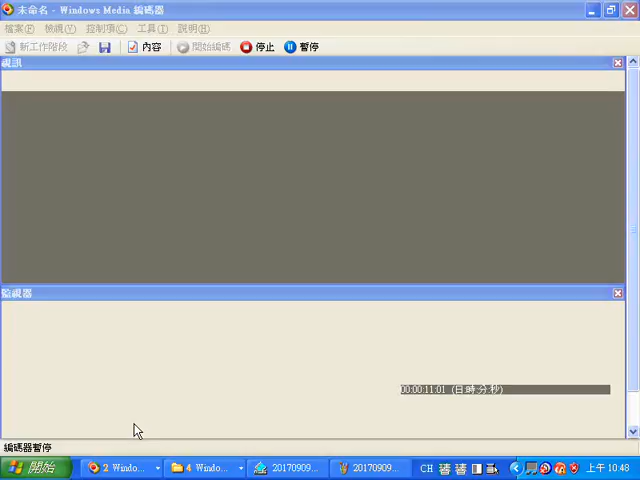 未命名 - Windows Media 編碼器
檔案(F) 檢視(V) 控制項(C) 工具(T) 說明(H)
新工作階段 內容 開始編碼 停止 暫停
視訊
監視器
00:00:11:01 (日 時 分 秒)
編碼器暫停
開始 2 Windo... 4 Windo... 20170909... 20170909... CH 上午 10:48